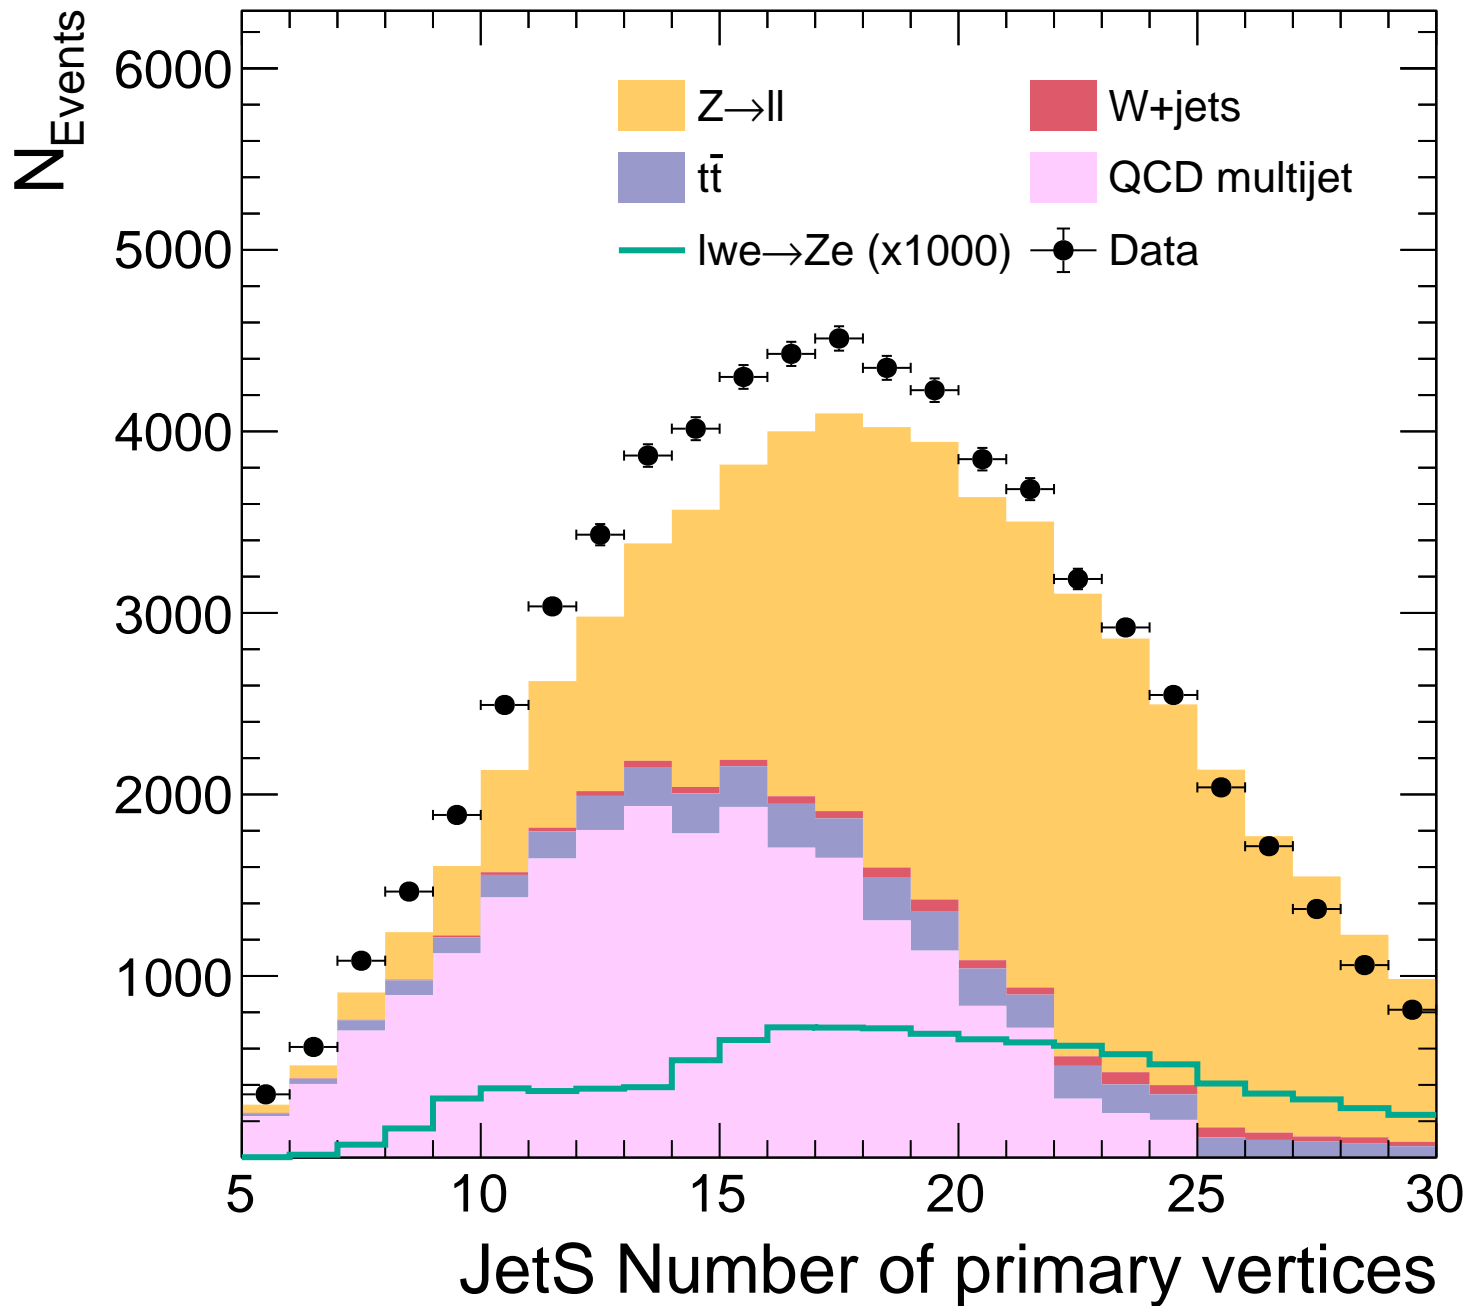 N_Events
6000
5000
4000
3000
2000
1000
Z→ll
W+jets
tt̄
QCD multijet
lwe→Ze (x1000)
Data
5 10 15 20 25 30
JetS Number of primary vertices